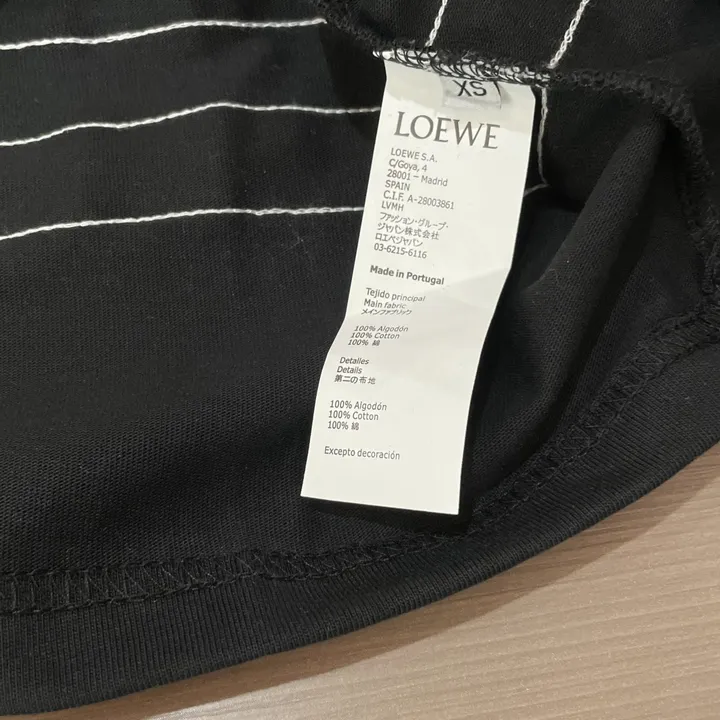 XS
LOEWE
LOEWE S.A.
C/Goya, 4
28001 – Madrid
SPAIN
C.I.F. A-28003861
LVMH
ファッション・グループ・
ジャパン株式会社
ロエベジャパン
03-6215-6116
Made in Portugal
Tejido principal
Main fabric
メインファブリック
100% Algodón
100% Cotton
100% 綿
Detalles
Details
第二の布地
100% Algodón
100% Cotton
100% 綿
Excepto decoración